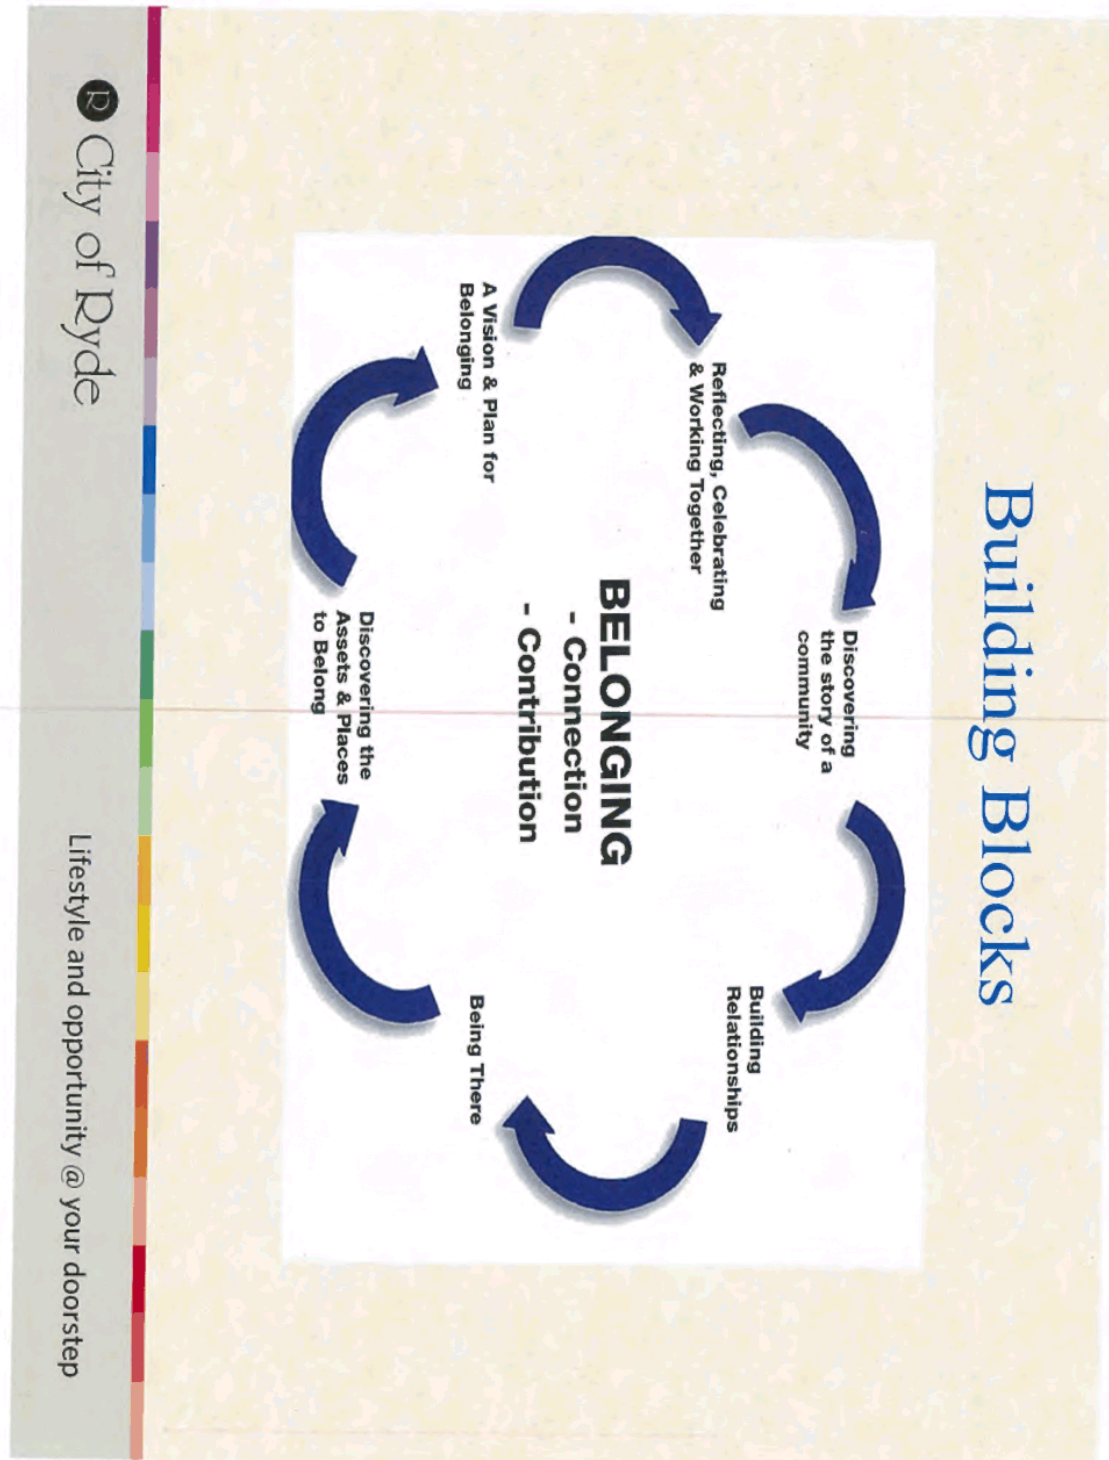 Building Blocks
Discovering
the story of a
community
Building
Relationships
Being There
Discovering the
Assets & Places
to Belong
A Vision & Plan for
Belonging
Reflecting, Celebrating
& Working Together
BELONGING
- Connection
- Contribution
R City of Ryde
Lifestyle and opportunity @ your doorstep